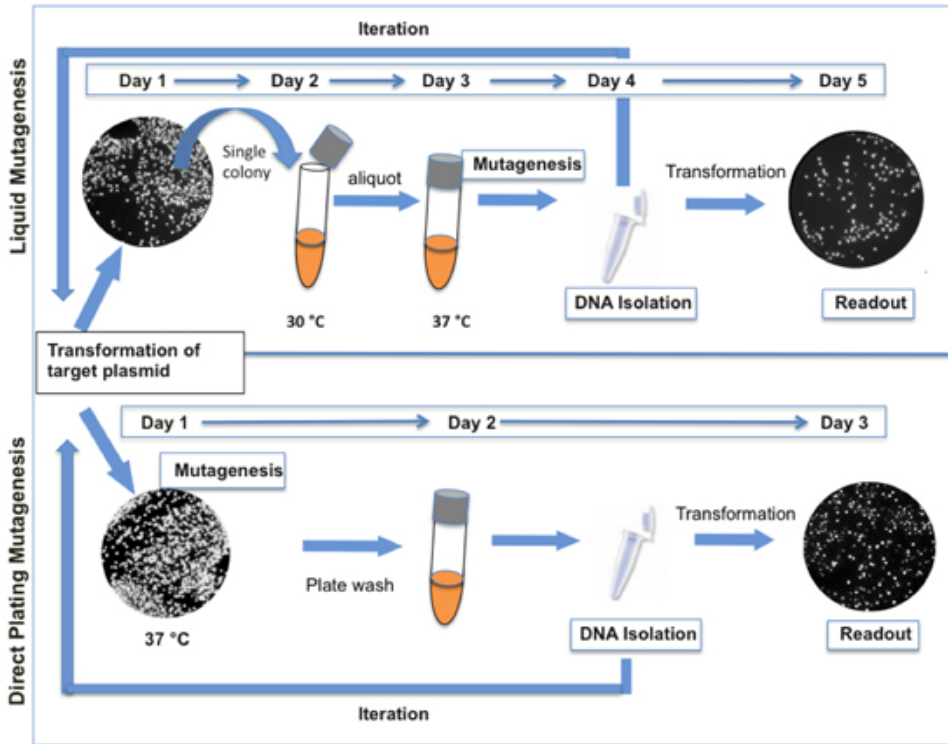 Liquid Mutagenesis
Iteration
Day 1 Day 2 Day 3 Day 4 Day 5
Single
colony
aliquot
Mutagenesis
Transformation
30 °C
37 °C
DNA Isolation
Readout
Transformation of
target plasmid
Direct Plating Mutagenesis
Day 1 Day 2 Day 3
Mutagenesis
Transformation
Plate wash
37 °C
DNA Isolation
Readout
Iteration